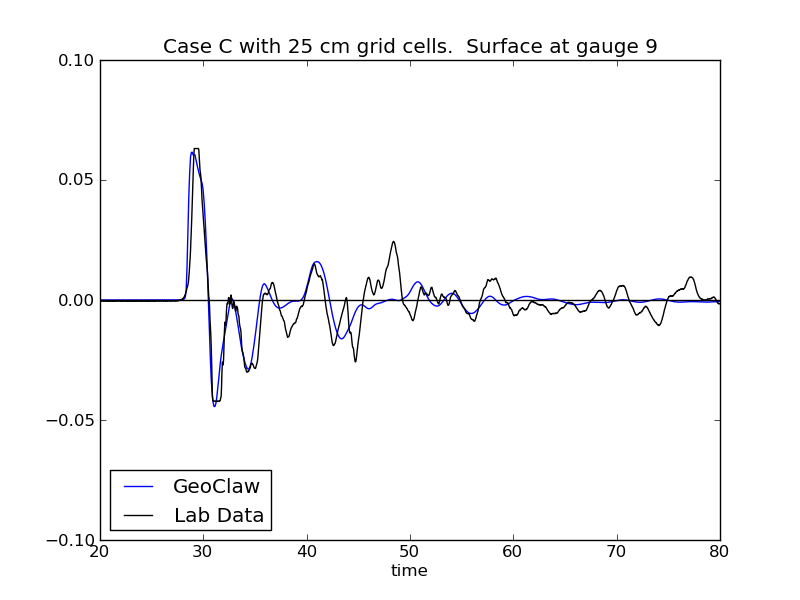 Case C with 25 cm grid cells.  Surface at gauge 9
0.10
0.05
0.00
−0.05
−0.10
GeoClaw
Lab Data
20 30 40 50 60 70 80
time